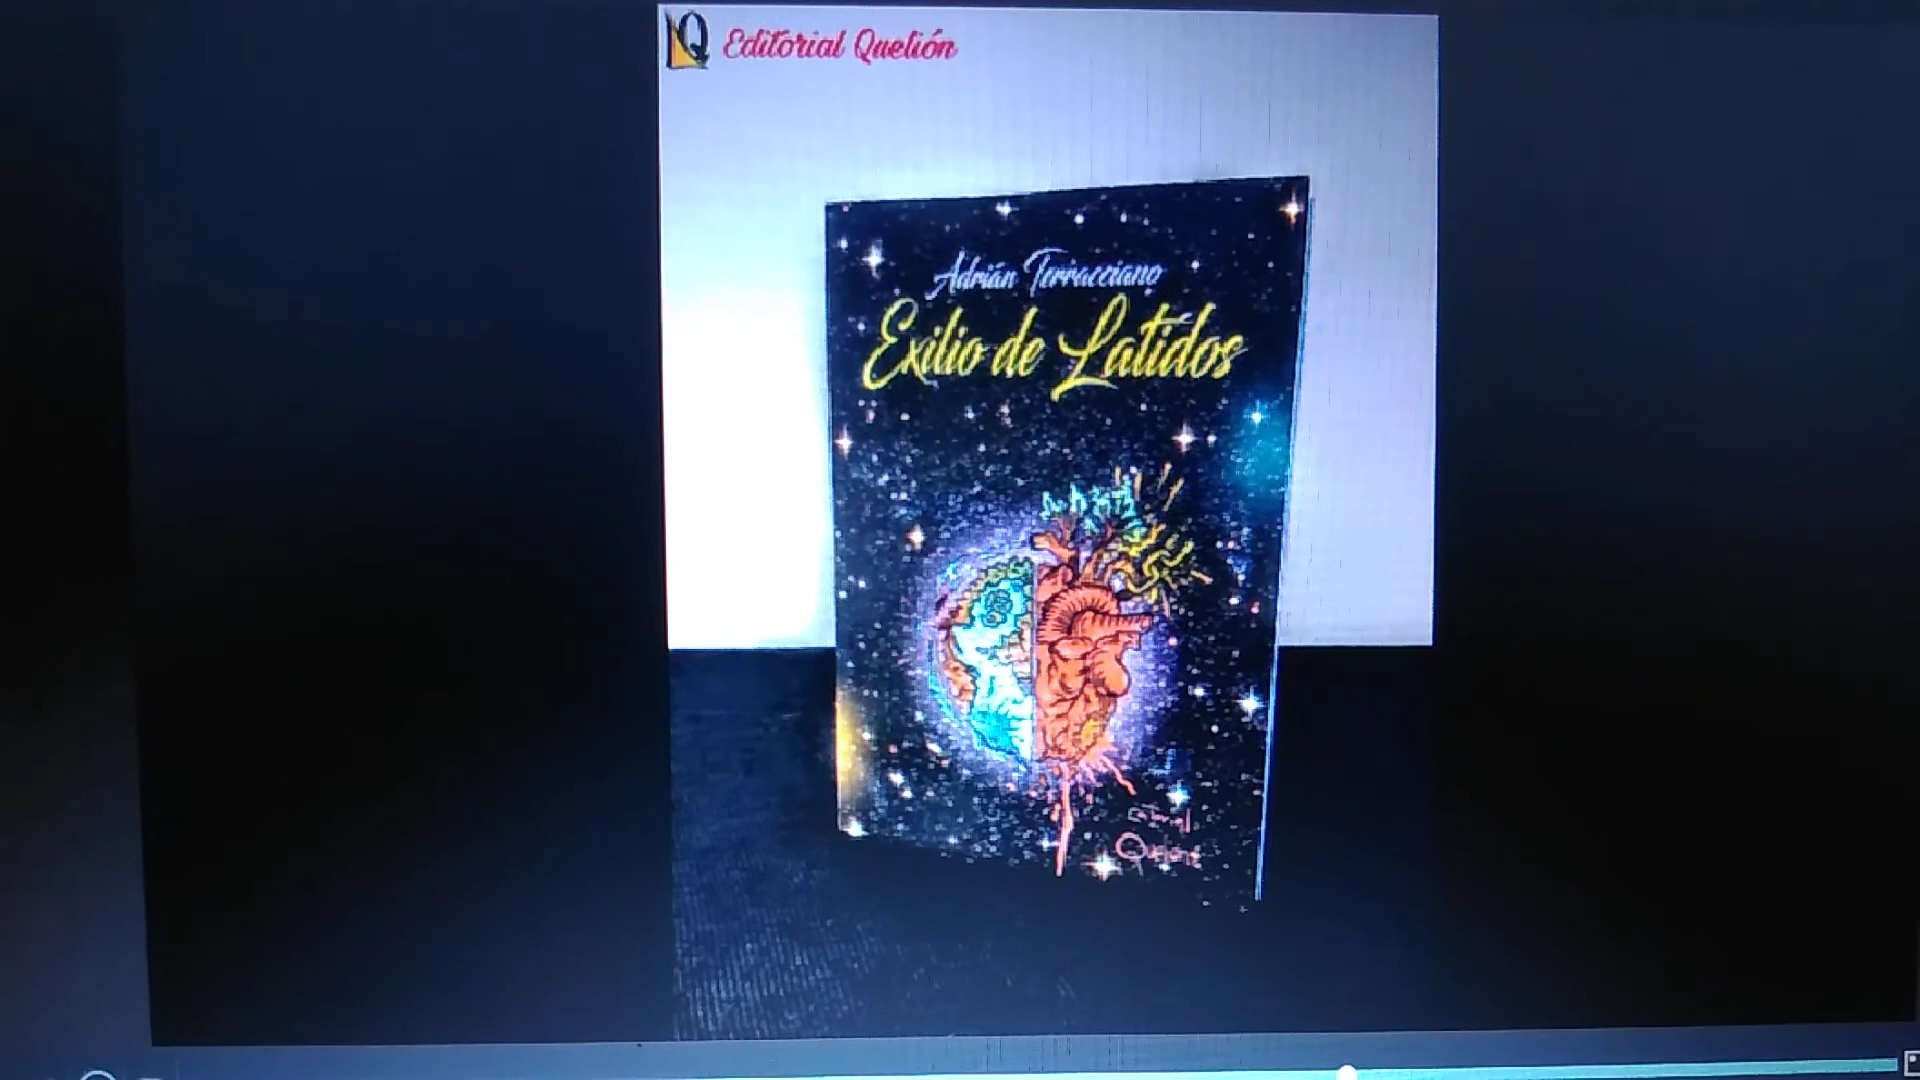 Editorial Quelión
Adrián Terracciano
Exilio de Latidos